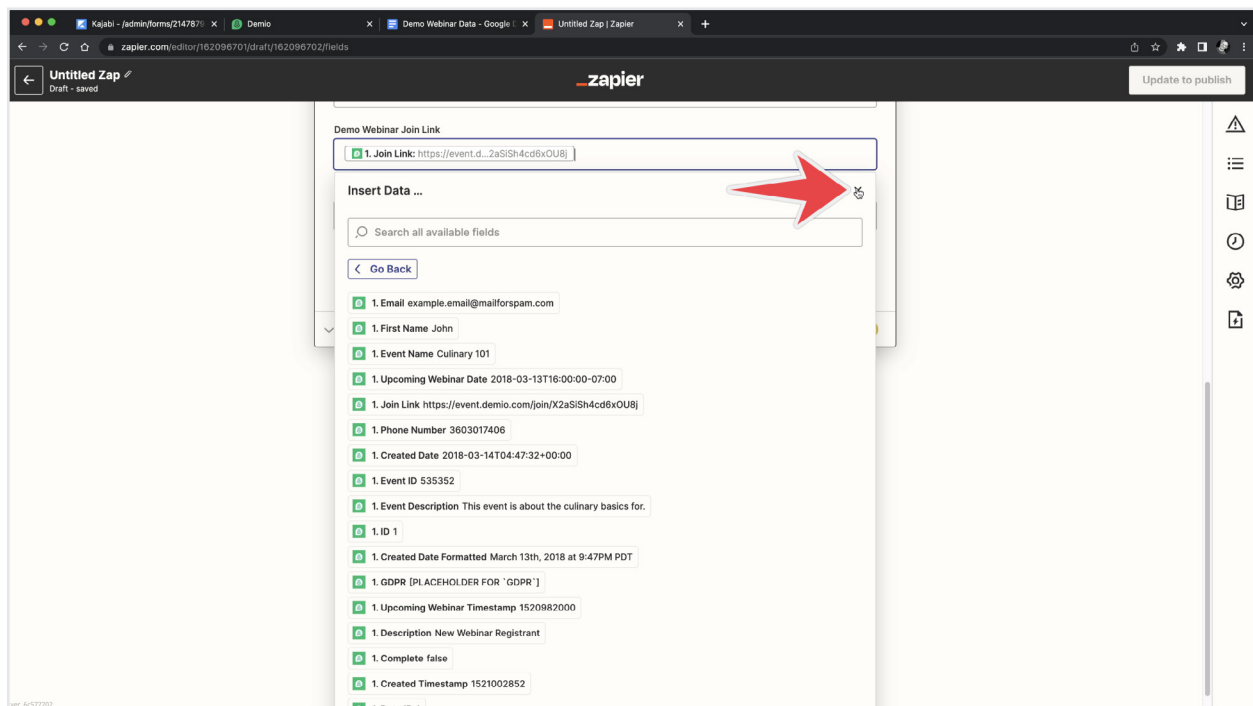 Kajabi - /admin/forms/2147879
Demio
Demo Webinar Data - Google
Untitled Zap | Zapier
zapier.com/editor/162096701/draft/162096702/fields
Untitled Zap
Draft - saved
_zapier
Update to publish
Demo Webinar Join Link
1. Join Link: https://event.d...2aSiSh4cd6xOU8j
Insert Data ...
Search all available fields
Go Back
1. Email example.email@mailforspam.com
1. First Name John
1. Event Name Culinary 101
1. Upcoming Webinar Date 2018-03-13T16:00:00-07:00
1. Join Link https://event.demio.com/join/X2aSiSh4cd6xOU8j
1. Phone Number 3603017406
1. Created Date 2018-03-14T04:47:32+00:00
1. Event ID 535352
1. Event Description This event is about the culinary basics for.
1. ID 1
1. Created Date Formatted March 13th, 2018 at 9:47PM PDT
1. GDPR [PLACEHOLDER FOR `GDPR`]
1. Upcoming Webinar Timestamp 1520982000
1. Description New Webinar Registrant
1. Complete false
1. Created Timestamp 1521002852